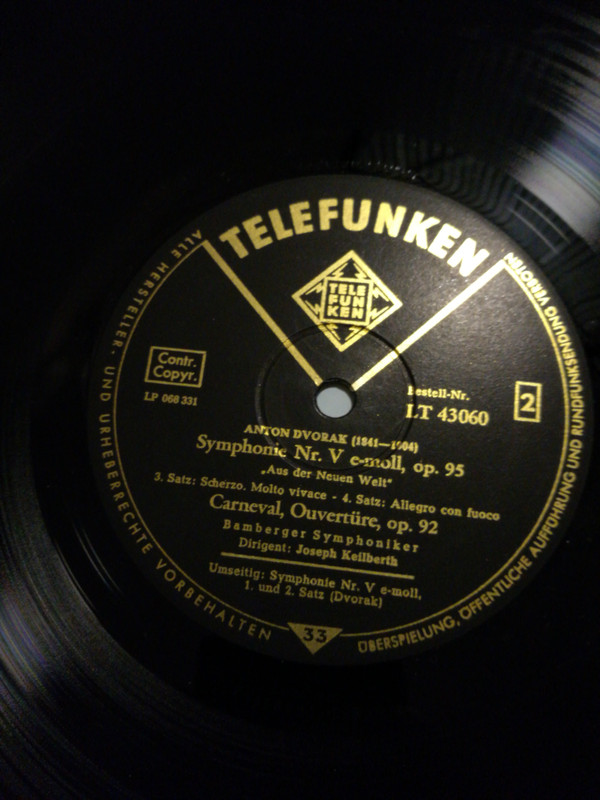 TELEFUNKEN
TELE
FUN
KEN
Contr.
Copyr.
LP 068 331
Bestell-Nr.
LT 43060
2
ANTON DVORAK (1841—1904)
Symphonie Nr. V e-moll, op. 95
„Aus der Neuen Welt"
3. Satz: Scherzo. Molto vivace - 4. Satz: Allegro con fuoco
Carneval, Ouvertüre, op. 92
Bamberger Symphoniker
Dirigent: Joseph Keilberth
Umseitig: Symphonie Nr. V e-moll,
1. und 2. Satz (Dvorak)
33
ALLE HERSTELLER- UND URHEBERRECHTE VORBEHALTEN
ÜBERSPIELUNG, ÖFFENTLICHE AUFFÜHRUNG UND RUNDFUNKSENDUNG VERBOTEN